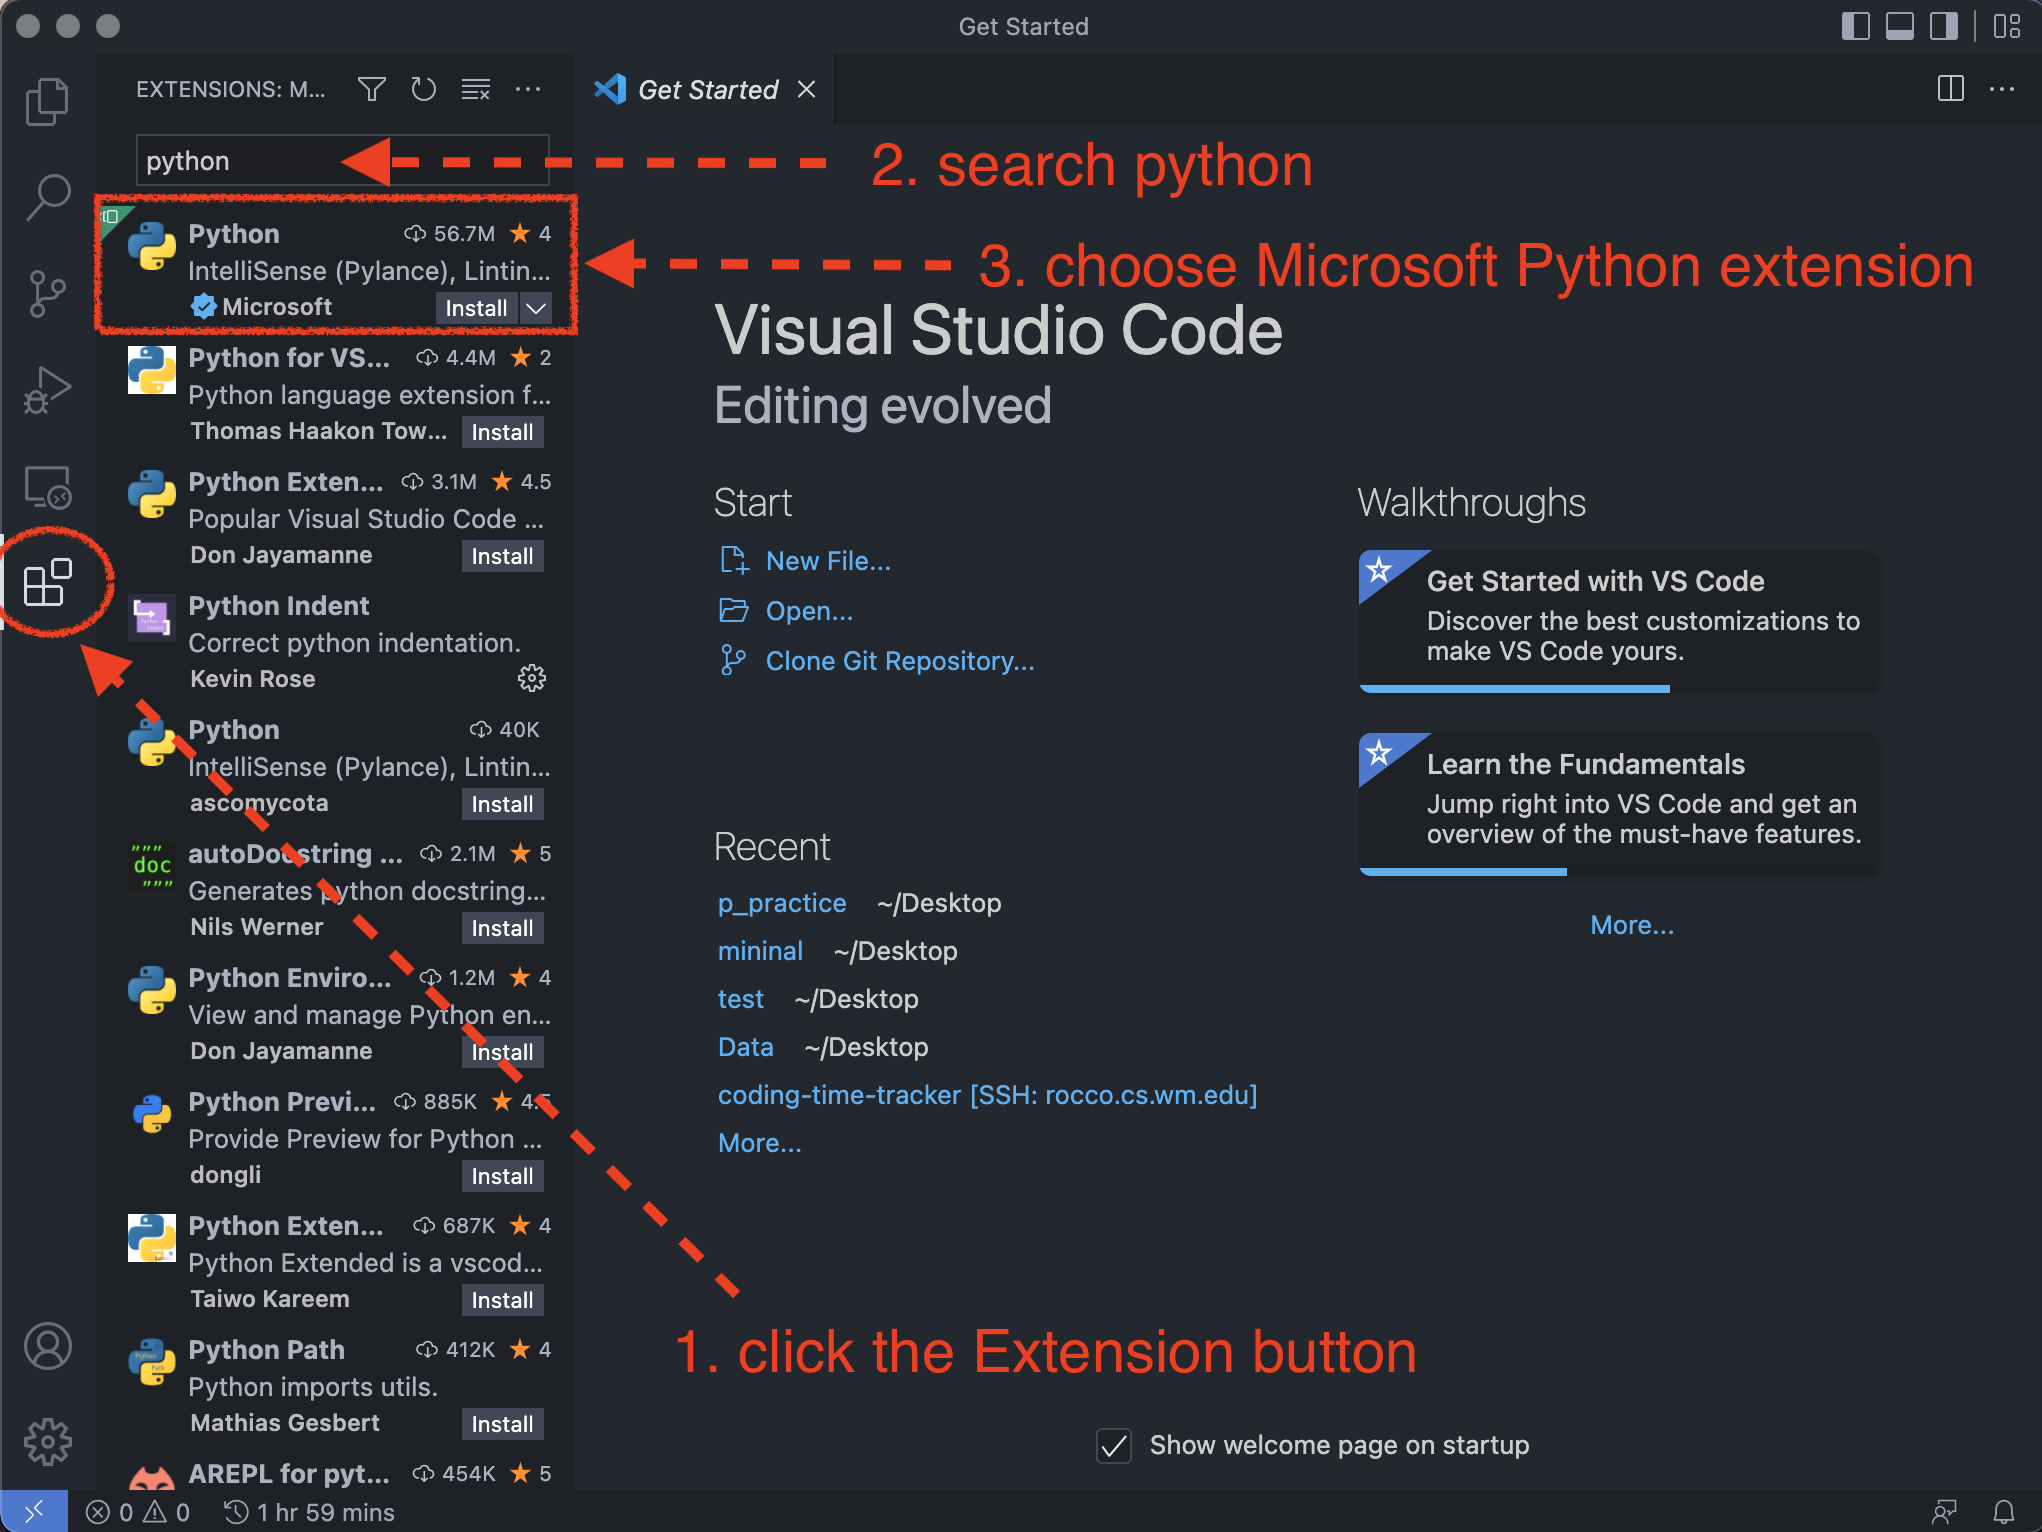 Get Started
EXTENSIONS: M...
Get Started
python
2. search python
Python 56.7M 4
IntelliSense (Pylance), Lintin...
Microsoft Install
3. choose Microsoft Python extension
Python for VS... 4.4M 2
Python language extension f...
Thomas Haakon Tow... Install
Python Exten... 3.1M 4.5
Popular Visual Studio Code ...
Don Jayamanne Install
Python Indent
Correct python indentation.
Kevin Rose
Python 40K
IntelliSense (Pylance), Lintin...
ascomycota Install
"""
doc
"""
autoDocstring ... 2.1M 5
Generates python docstring...
Nils Werner Install
Python Enviro... 1.2M 4
View and manage Python en...
Don Jayamanne Install
Python Previ... 885K 4.5
Provide Preview for Python ...
dongli Install
Python Exten... 687K 4
Python Extended is a vscod...
Taiwo Kareem Install
Python Path 412K 4
Python imports utils.
Mathias Gesbert Install
AREPL for pyt... 454K 5
Visual Studio Code
Editing evolved
Start
New File...
Open...
Clone Git Repository...
Recent
p_practice ~/Desktop
mininal ~/Desktop
test ~/Desktop
Data ~/Desktop
coding-time-tracker [SSH: rocco.cs.wm.edu]
More...
Walkthroughs
Get Started with VS Code
Discover the best customizations to
make VS Code yours.
Learn the Fundamentals
Jump right into VS Code and get an
overview of the must-have features.
More...
1. click the Extension button
Show welcome page on startup
0 0 1 hr 59 mins